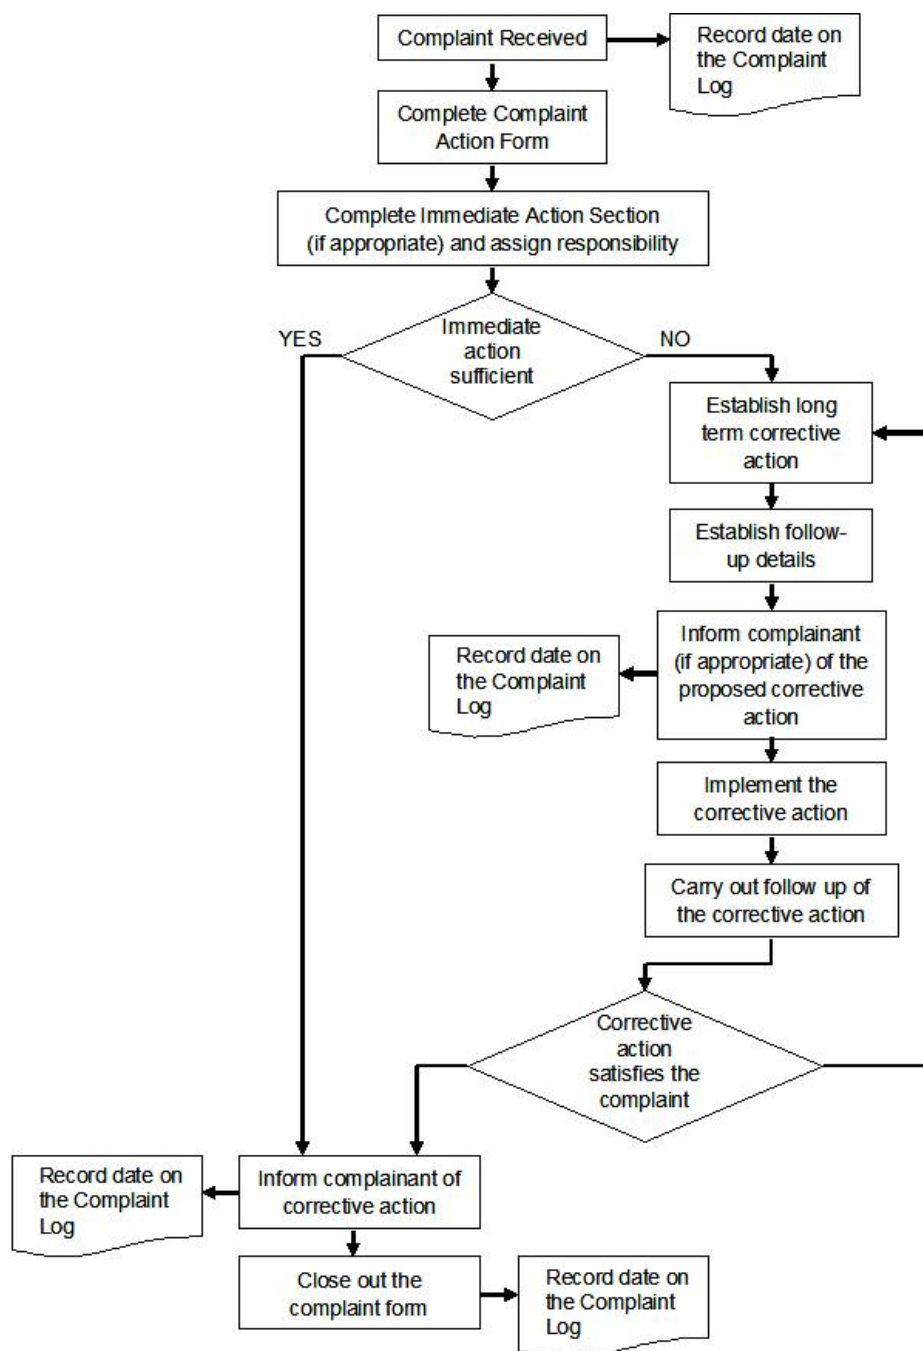 Complaint Received
Record date on
the Complaint
Log
Complete Complaint
Action Form
Complete Immediate Action Section
(if appropriate) and assign responsibility
YES
Immediate
action
sufficient
NO
Establish long
term corrective
action
Establish follow-
up details
Record date on
the Complaint
Log
Inform complainant
(if appropriate) of the
proposed corrective
action
Implement the
corrective action
Carry out follow up of
the corrective action
Corrective
action
satisfies the
complaint
Record date on
the Complaint
Log
Inform complainant of
corrective action
Close out the
complaint form
Record date on
the Complaint
Log